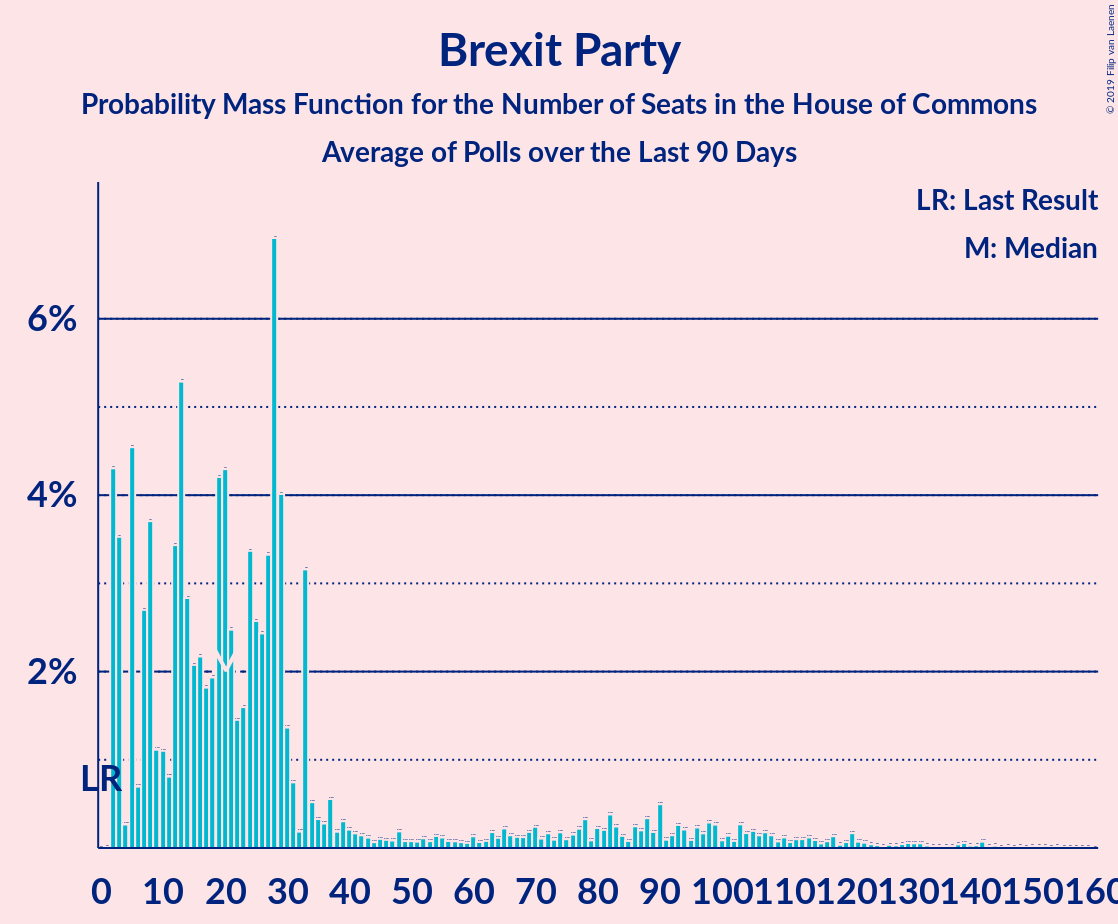 Brexit Party
Probability Mass Function for the Number of Seats in the House of Commons
Average of Polls over the Last 90 Days
© 2019 Filip van Laenen
LR: Last Result
M: Median
6%
4%
2%
LR
0 10 20 30 40 50 60 70 80 90 100 110 120 130 140 150 160